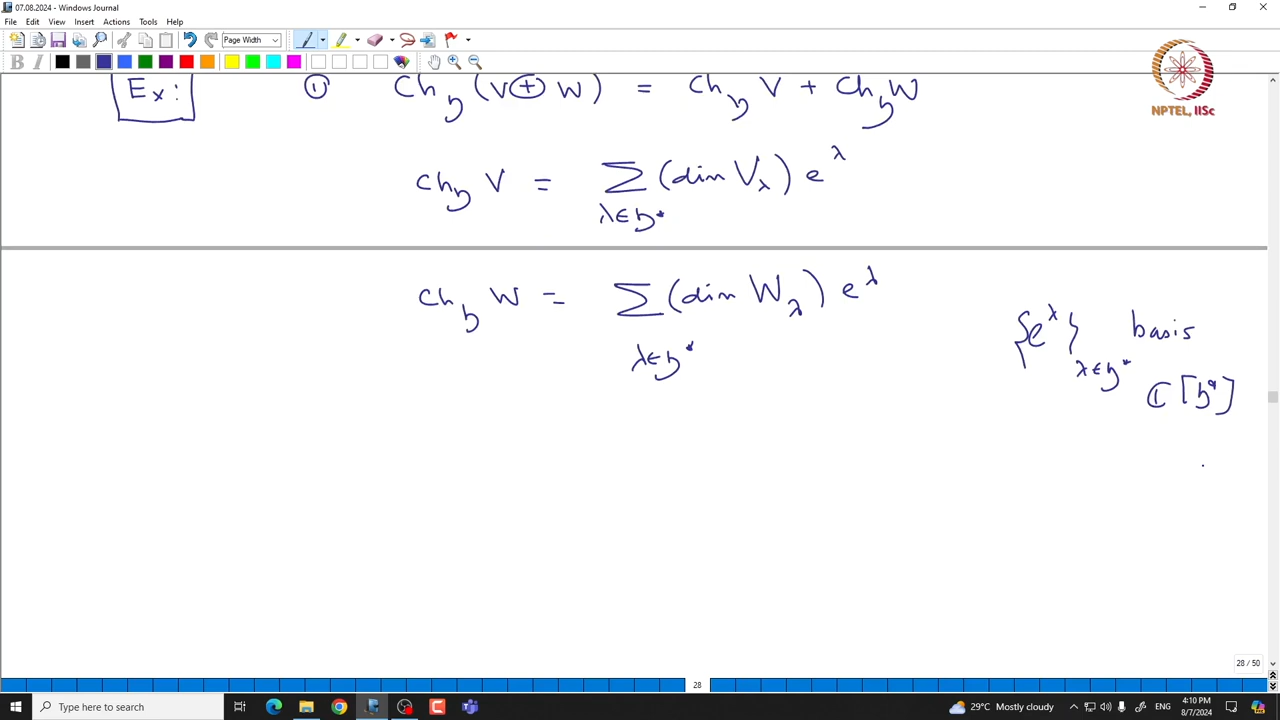 07.08.2024 - Windows Journal
File Edit View Insert Actions Tools Help
Page Width
B I
NPTEL, IISc
Ex: ① Ch_𝔥 (V ⊕ W) = Ch_𝔥 V + Ch_𝔥 W
Ch_𝔥 V = Σ_{λ∈𝔥*} (dim V_λ) e^λ
Ch_𝔥 W = Σ_{λ∈𝔥*} (dim W_λ) e^λ
{e^λ}_{λ∈𝔥*} basis
ℂ[𝔥*]
28 / 50
28
Type here to search
29°C Mostly cloudy
ENG
4:10 PM
8/7/2024